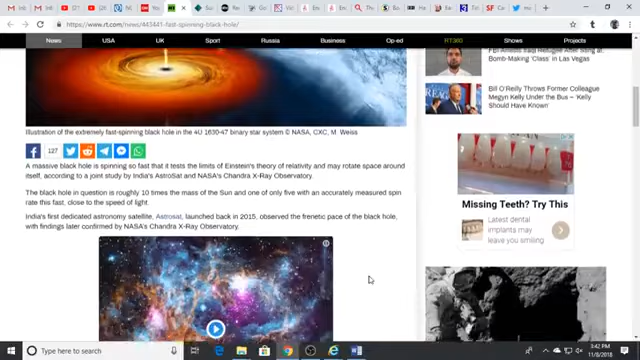 https://www.rt.com/news/443441-fast-spinning-black-hole/
News USA UK Sport Russia Business Op-ed RT360 Shows Projects
FBI Arrests Said Refugee After
Bomb-Making 'Class' in Las Vegas
Bill O'Reilly Throws Former Colleague
Megyn Kelly Under the Bus – 'Kelly
Should Have Known'
Illustration of the extremely fast-spinning black hole in the 4U 1630-47 binary star system © NASA, CXC, M. Weiss
127
A massive black hole is spinning so fast that it tests the limits of Einstein's theory of relativity and may rotate space around
itself, according to a joint study by India's AstroSat and NASA's Chandra X-Ray Observatory.
The black hole in question is roughly 10 times the mass of the Sun and one of only five with an accurately measured spin
rate this fast, close to the speed of light.
India's first dedicated astronomy satellite, Astrosat, launched back in 2015, observed the frenetic pace of the black hole,
with findings later confirmed by NASA's Chandra X-Ray Observatory.
Missing Teeth? Try This
Latest dental
implants may
leave you smiling
Type here to search
3:42 PM
11/8/2018